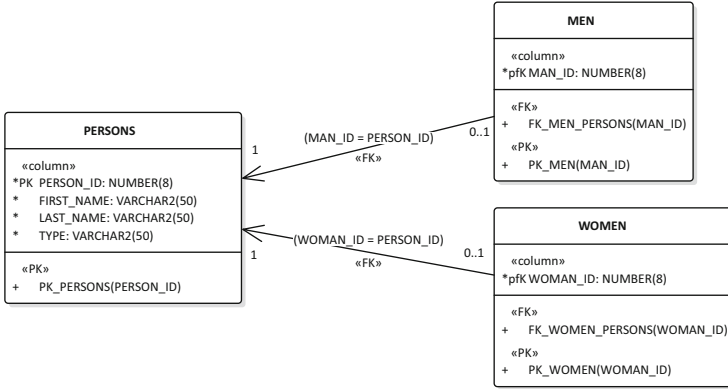 MEN
«column»
*pfK MAN_ID: NUMBER(8)
«FK»
+ FK_MEN_PERSONS(MAN_ID)
«PK»
+ PK_MEN(MAN_ID)
PERSONS
«column»
*PK PERSON_ID: NUMBER(8)
* FIRST_NAME: VARCHAR2(50)
* LAST_NAME: VARCHAR2(50)
* TYPE: VARCHAR2(50)
«PK»
+ PK_PERSONS(PERSON_ID)
1
(MAN_ID = PERSON_ID)
0..1
«FK»
1
(WOMAN_ID = PERSON_ID)
0..1
«FK»
WOMEN
«column»
*pfK WOMAN_ID: NUMBER(8)
«FK»
+ FK_WOMEN_PERSONS(WOMAN_ID)
«PK»
+ PK_WOMEN(WOMAN_ID)